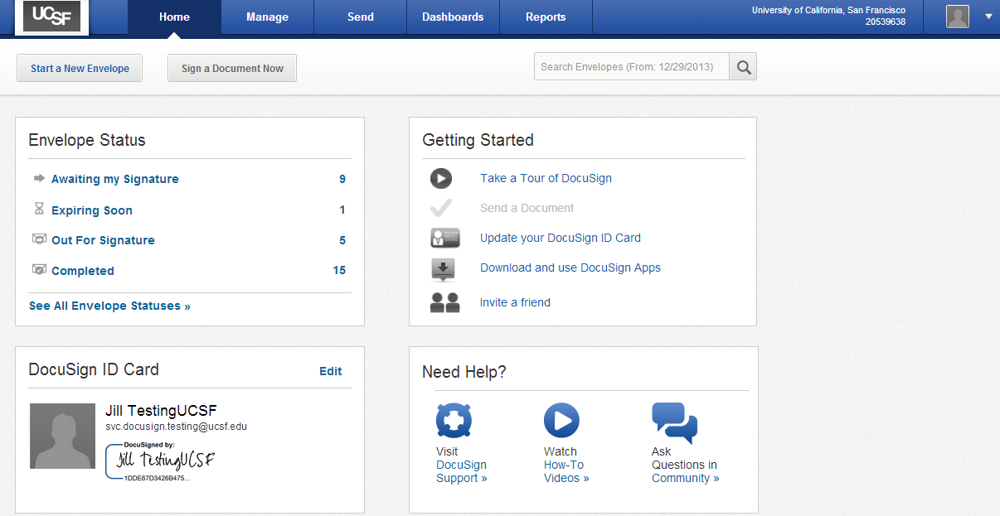 UCSF
Home
Manage
Send
Dashboards
Reports
University of California, San Francisco
20539638
Start a New Envelope
Sign a Document Now
Search Envelopes (From: 12/29/2013)
Envelope Status
Awaiting my Signature 9
Expiring Soon 1
Out For Signature 5
Completed 15
See All Envelope Statuses »
Getting Started
Take a Tour of DocuSign
Send a Document
Update your DocuSign ID Card
Download and use DocuSign Apps
Invite a friend
DocuSign ID Card
Edit
Jill TestingUCSF
svc.docusign.testing@ucsf.edu
DocuSigned by:
Jill TestingUCSF
1DDE67D3426B475...
Need Help?
Visit
DocuSign
Support »
Watch
How-To
Videos »
Ask
Questions in
Community »